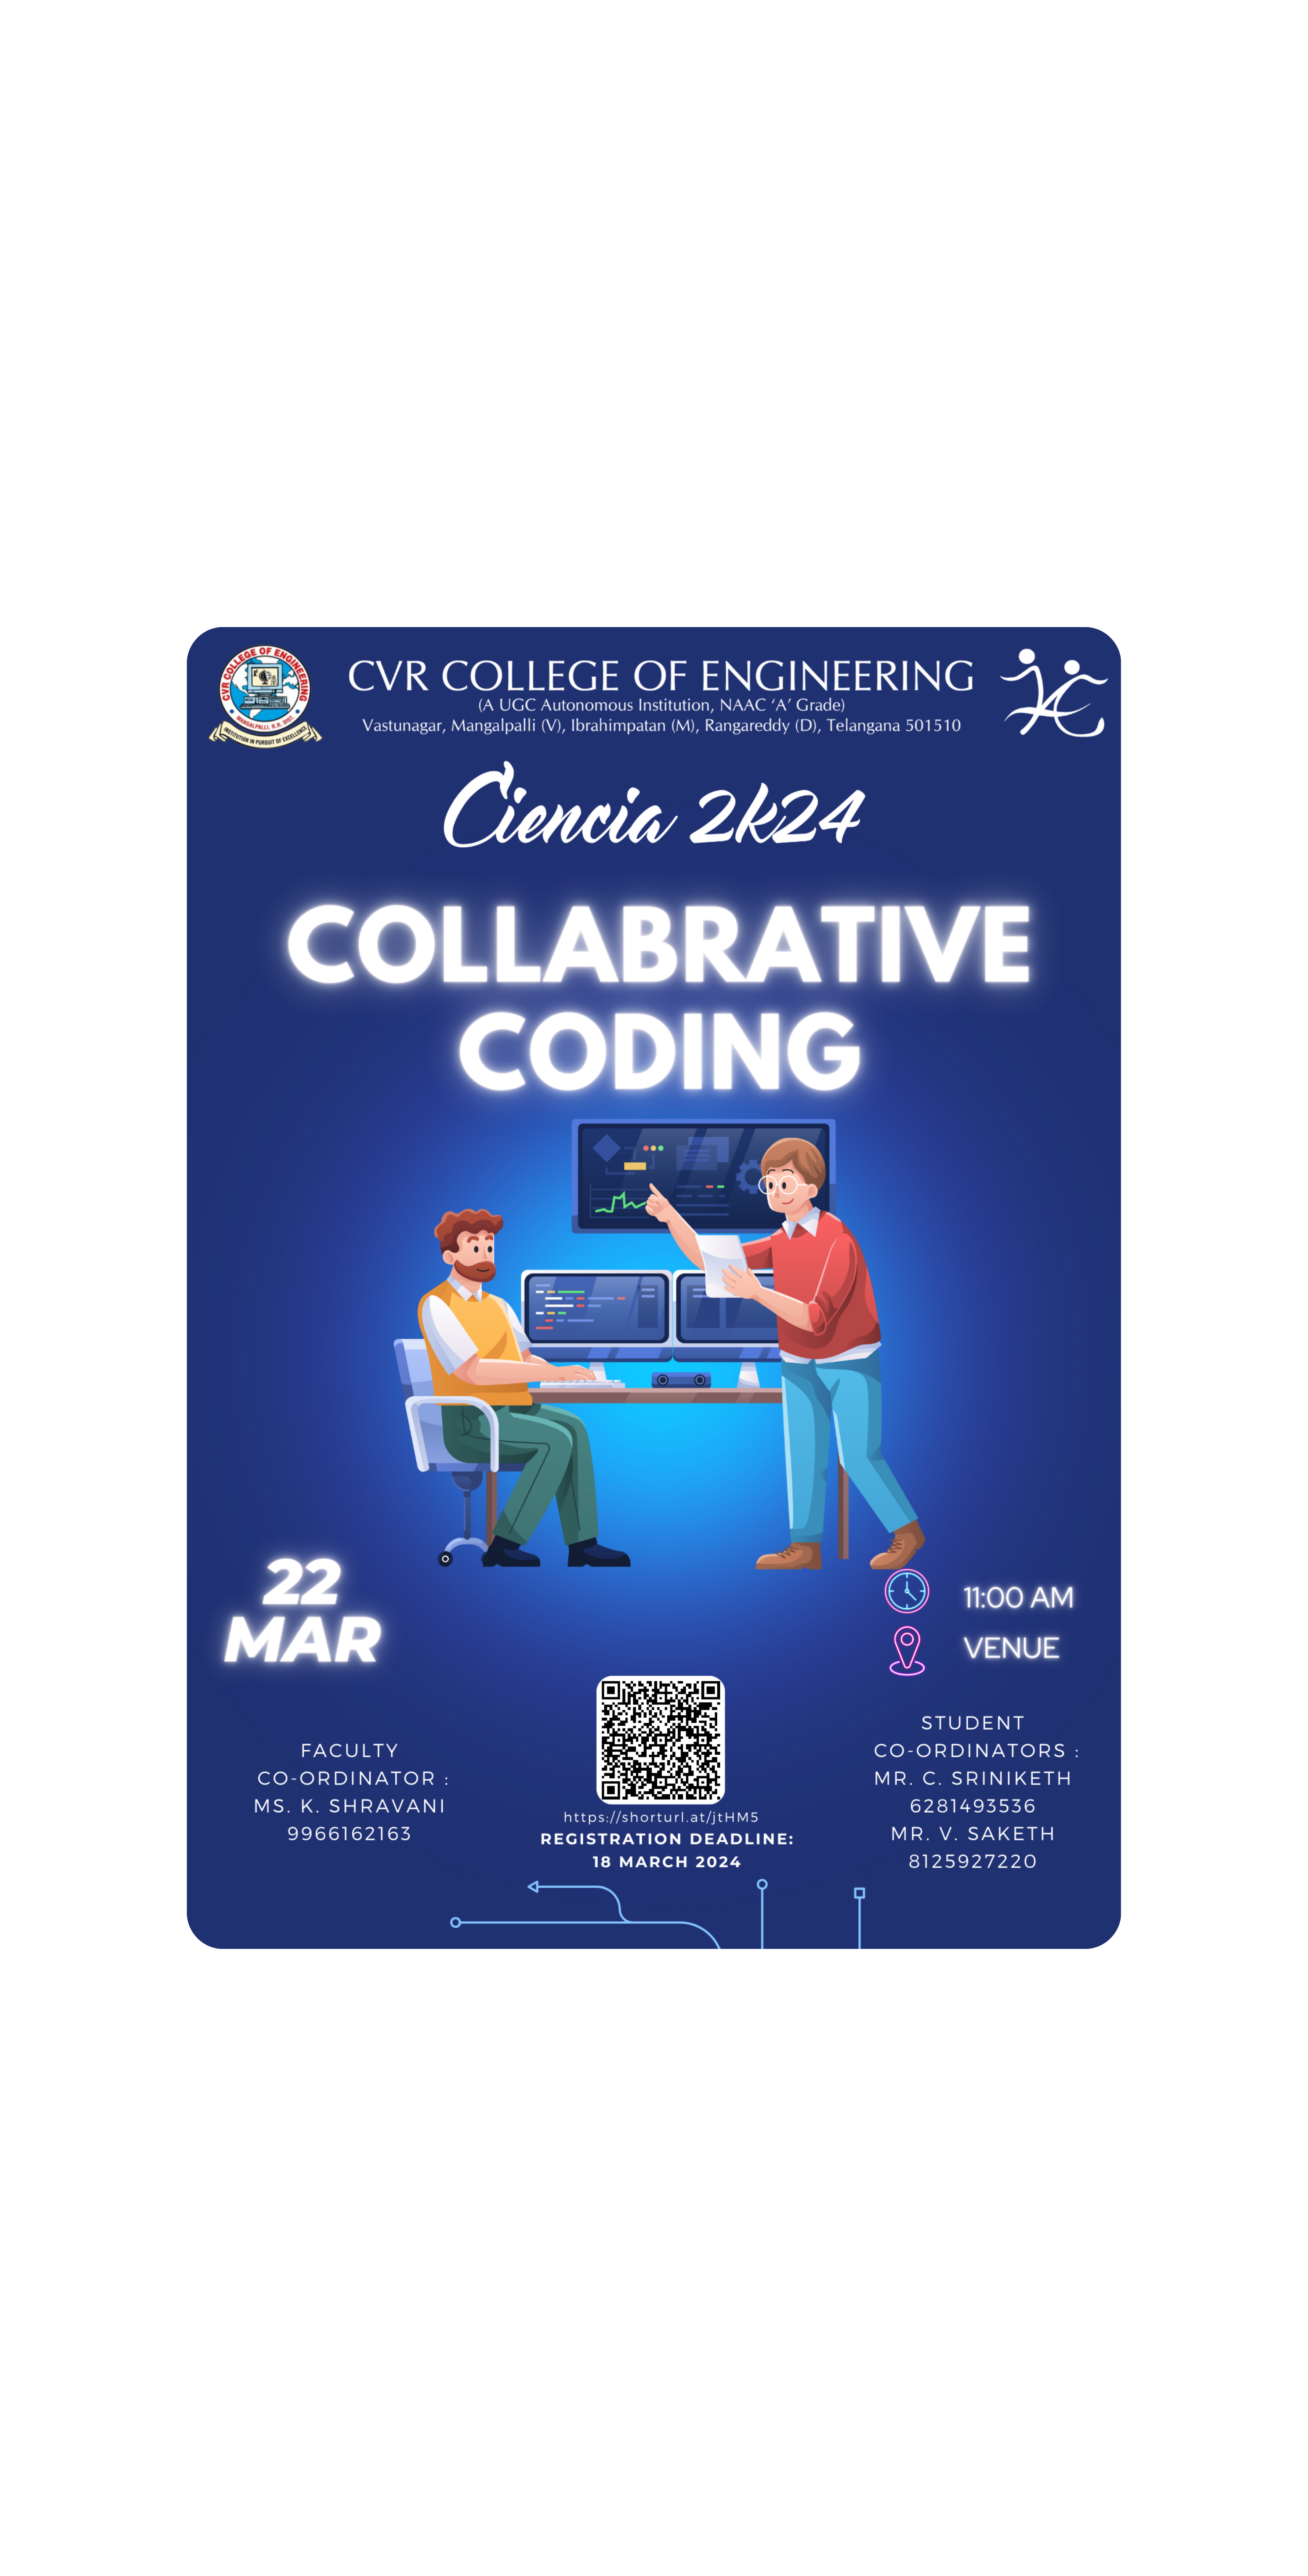 CVR COLLEGE OF ENGINEERING
MANGALPALLI, R.R. DIST.
INSTITUTION IN PURSUIT OF EXCELLENCE
CVR COLLEGE OF ENGINEERING
(A UGC Autonomous Institution, NAAC ‘A’ Grade)
Vastunagar, Mangalpalli (V), Ibrahimpatan (M), Rangareddy (D), Telangana 501510
Ciencia 2k24
COLLABRATIVE
CODING
22
MAR
11:00 AM
VENUE
FACULTY
CO-ORDINATOR :
MS. K. SHRAVANI
9966162163
https://shorturl.at/jtHM5
REGISTRATION DEADLINE:
18 MARCH 2024
STUDENT
CO-ORDINATORS :
MR. C. SRINIKETH
6281493536
MR. V. SAKETH
8125927220